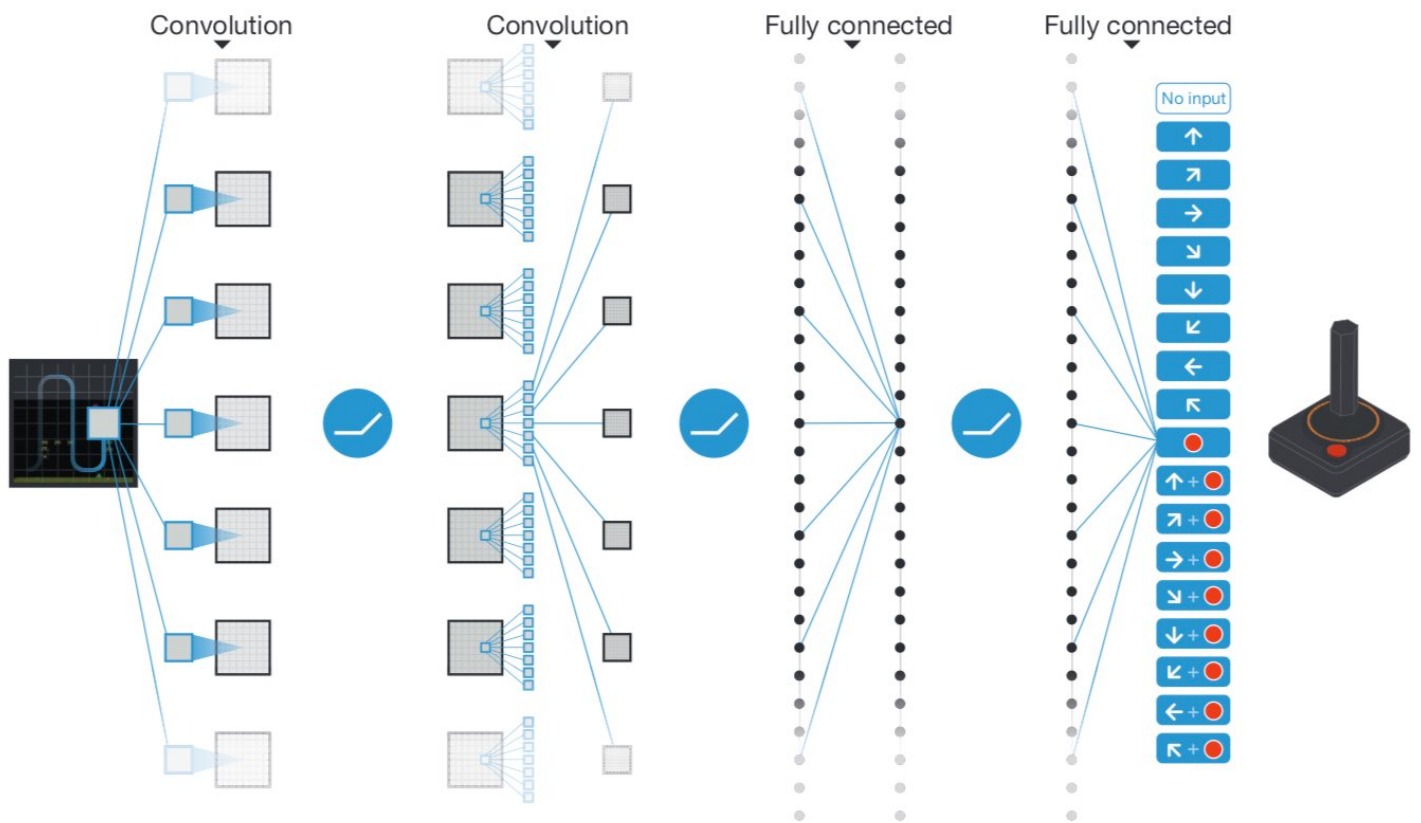 Convolution
Convolution
Fully connected
Fully connected
No input
+
+
+
+
+
+
+
+